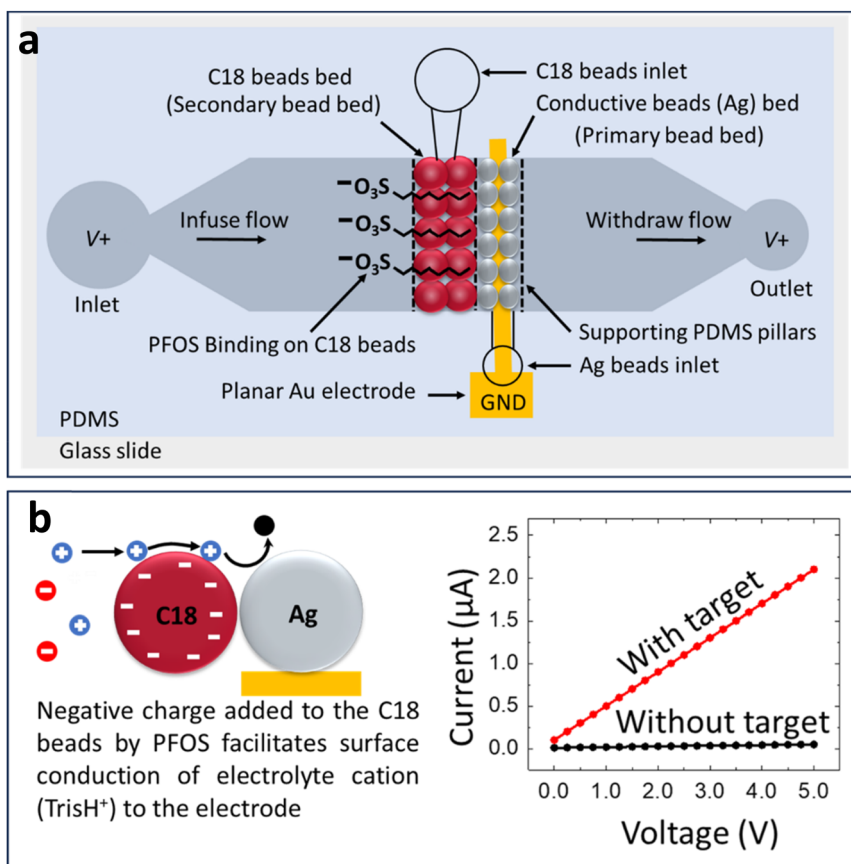 a
C18 beads bed
(Secondary bead bed)
C18 beads inlet
Conductive beads (Ag) bed
(Primary bead bed)
⁻O₃S
⁻O₃S
⁻O₃S
V+
Inlet
Infuse flow
Withdraw flow
V+
Outlet
PFOS Binding on C18 beads
Supporting PDMS pillars
Ag beads inlet
Planar Au electrode
GND
PDMS
Glass slide
b
C18
Ag
Negative charge added to the C18
beads by PFOS facilitates surface
conduction of electrolyte cation
(TrisH⁺) to the electrode
Current (µA)
2.5
2.0
1.5
1.0
0.5
0.0
With target
Without target
0.0 1.0 2.0 3.0 4.0 5.0
Voltage (V)